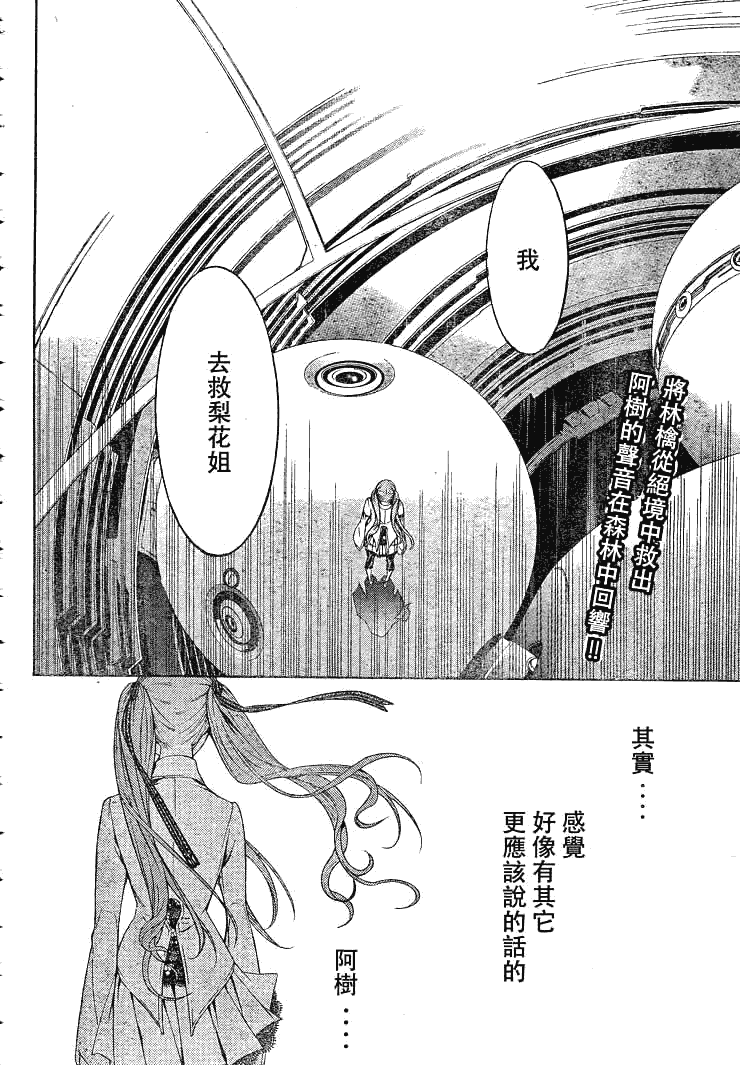 我
去救梨花姐
將林檎從絕境中救出
阿樹的聲音在森林中回響!!
其實‥‥
感覺
好像有其它
更應該說的話的
阿樹‥‥